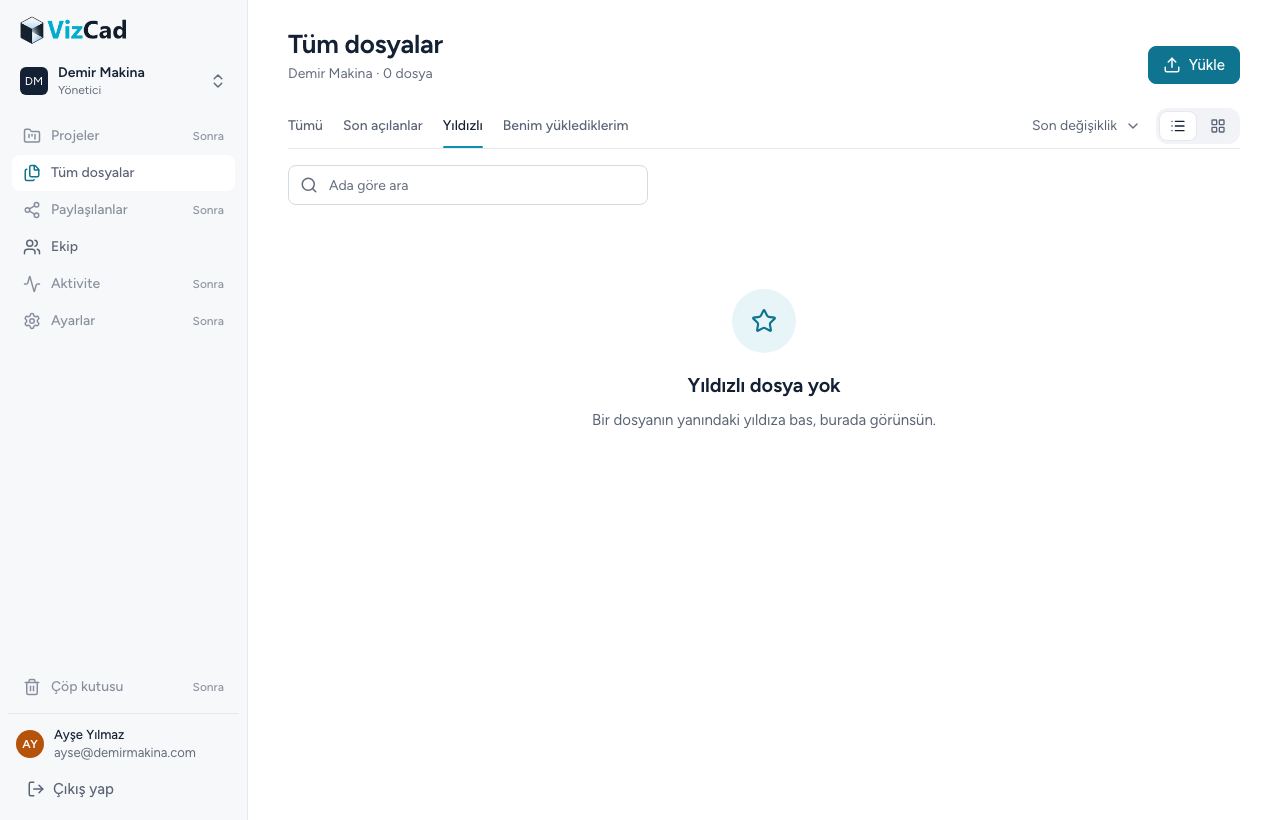 VizCad
DM
Demir Makina
Yönetici
Projeler Sonra
Tüm dosyalar
Paylaşılanlar Sonra
Ekip
Aktivite Sonra
Ayarlar Sonra
Çöp kutusu Sonra
AY
Ayşe Yılmaz
ayse@demirmakina.com
Çıkış yap
Tüm dosyalar
Demir Makina · 0 dosya
Yükle
Tümü Son açılanlar Yıldızlı Benim yüklediklerim Son değişiklik
Ada göre ara
Yıldızlı dosya yok
Bir dosyanın yanındaki yıldıza bas, burada görünsün.